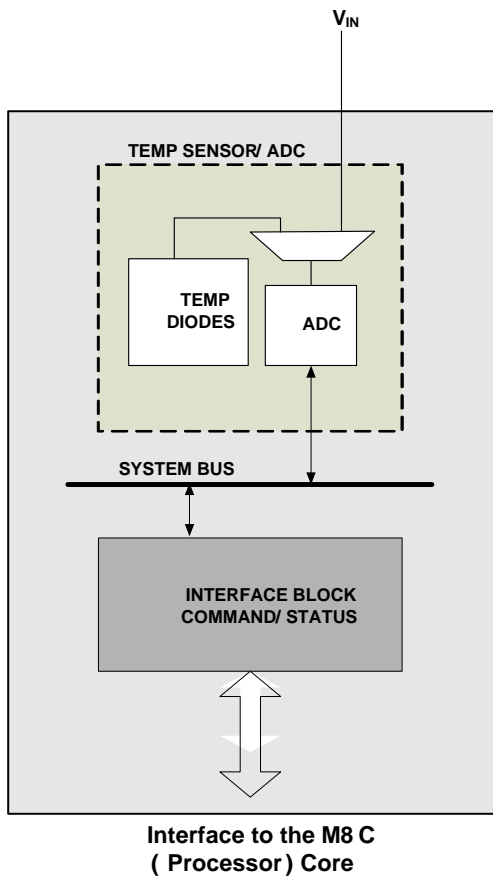 VIN
TEMP SENSOR/ ADC
TEMP
DIODES
ADC
SYSTEM BUS
INTERFACE BLOCK
COMMAND/ STATUS
Interface to the M8 C
( Processor ) Core